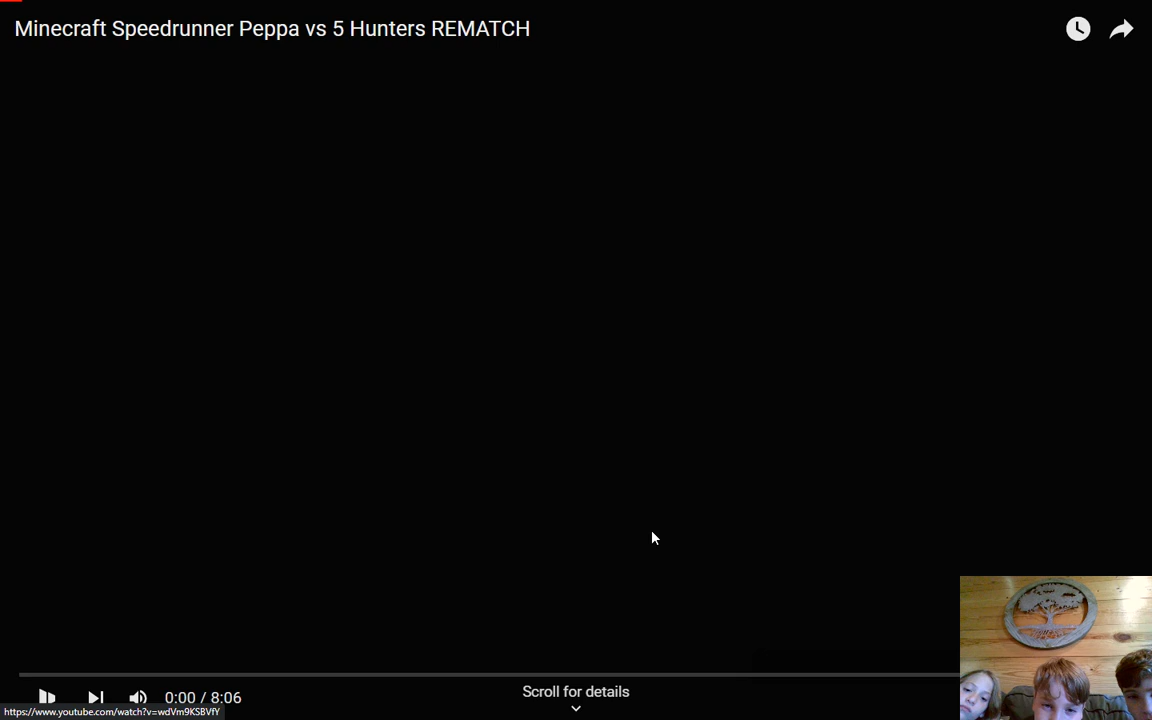 Minecraft Speedrunner Peppa vs 5 Hunters REMATCH
Scroll for details
0:00 / 8:06
https://www.youtube.com/watch?v=wdVm9KSBVfY